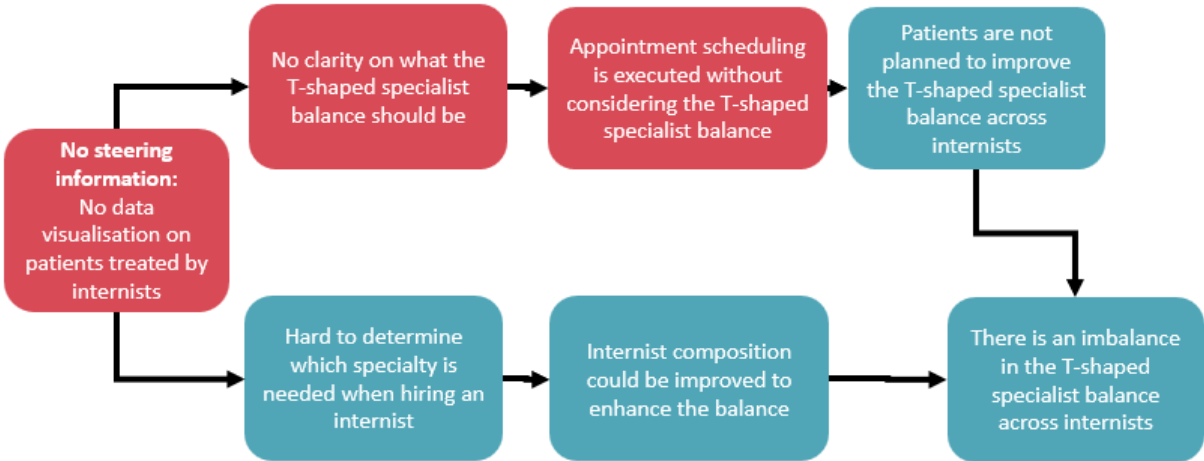 No steering
information:
No data
visualisation on
patients treated by
internists
No clarity on what the
T-shaped specialist
balance should be
Appointment scheduling
is executed without
considering the T-shaped
specialist balance
Patients are not
planned to improve
the T-shaped specialist
balance across
internists
Hard to determine
which specialty is
needed when hiring an
internist
Internist composition
could be improved to
enhance the balance
There is an imbalance
in the T-shaped
specialist balance
across internists